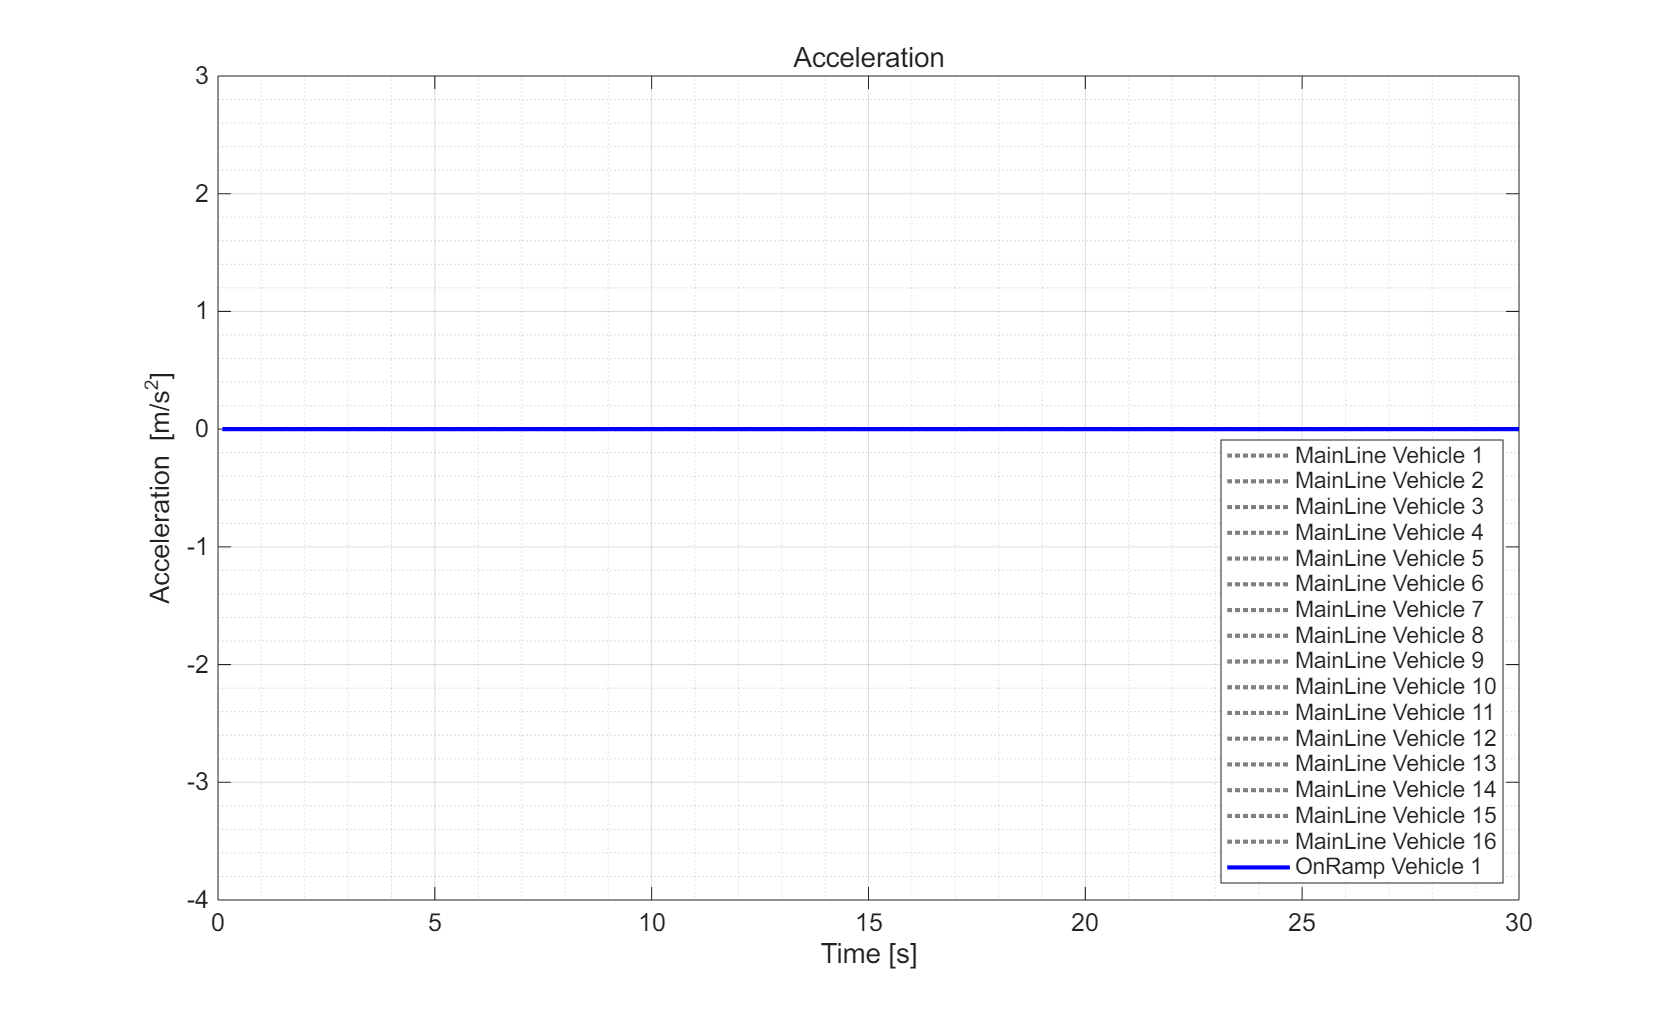 Acceleration
3
2
1
0
-1
-2
-3
-4
Acceleration [m/s²]
0 5 10 15 20 25 30
Time [s]
MainLine Vehicle 1
MainLine Vehicle 2
MainLine Vehicle 3
MainLine Vehicle 4
MainLine Vehicle 5
MainLine Vehicle 6
MainLine Vehicle 7
MainLine Vehicle 8
MainLine Vehicle 9
MainLine Vehicle 10
MainLine Vehicle 11
MainLine Vehicle 12
MainLine Vehicle 13
MainLine Vehicle 14
MainLine Vehicle 15
MainLine Vehicle 16
OnRamp Vehicle 1